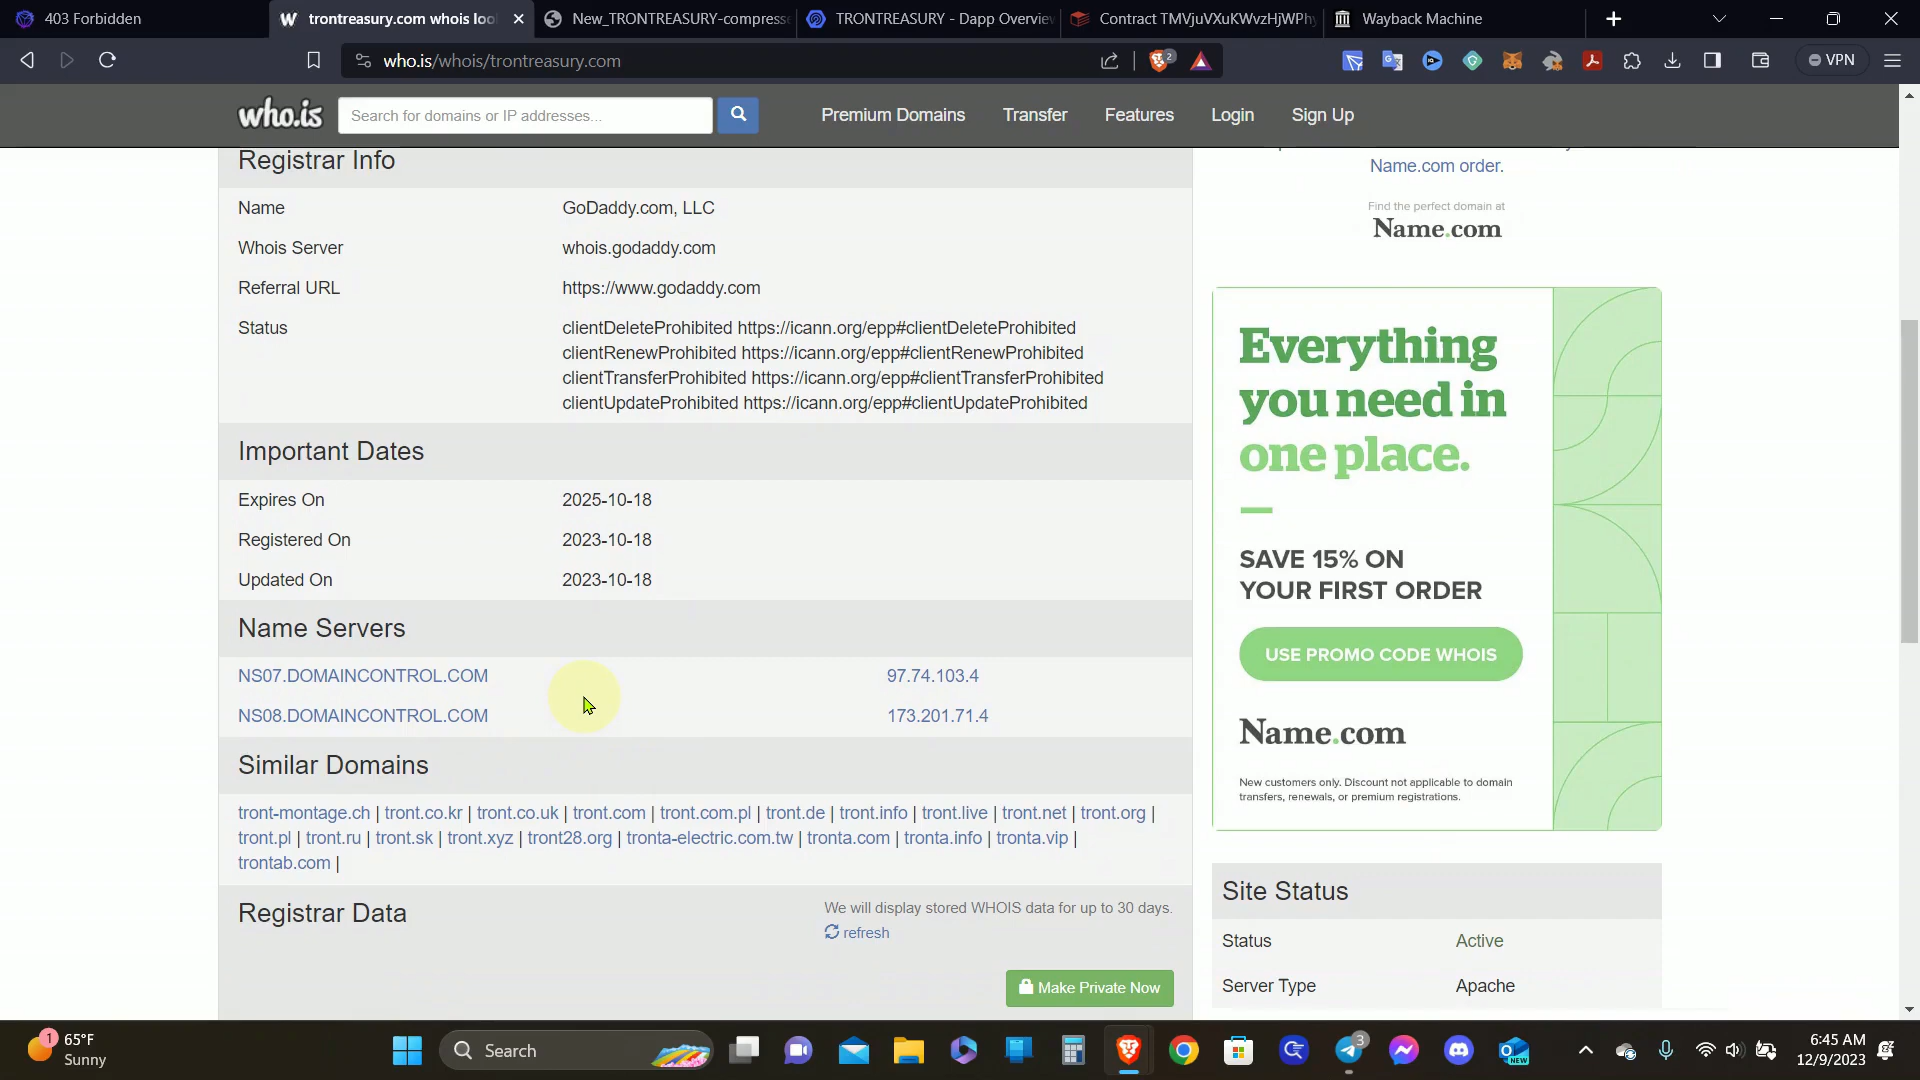 403 Forbidden
trontreasury.com whois loo
New_TRONTREASURY-compresse
TRONTREASURY - Dapp Overview
Contract TMVjuVXuKWvzHjWPhy
Wayback Machine
who.is/whois/trontreasury.com
2
VPN
who.is
Search for domains or IP addresses...
Premium Domains
Transfer
Features
Login
Sign Up
Registrar Info
Name
GoDaddy.com, LLC
Whois Server
whois.godaddy.com
Referral URL
https://www.godaddy.com
Status
clientDeleteProhibited https://icann.org/epp#clientDeleteProhibited
clientRenewProhibited https://icann.org/epp#clientRenewProhibited
clientTransferProhibited https://icann.org/epp#clientTransferProhibited
clientUpdateProhibited https://icann.org/epp#clientUpdateProhibited
Important Dates
Expires On
2025-10-18
Registered On
2023-10-18
Updated On
2023-10-18
Name Servers
NS07.DOMAINCONTROL.COM
97.74.103.4
NS08.DOMAINCONTROL.COM
173.201.71.4
Similar Domains
tront-montage.ch | tront.co.kr | tront.co.uk | tront.com | tront.com.pl | tront.de | tront.info | tront.live | tront.net | tront.org |
tront.pl | tront.ru | tront.sk | tront.xyz | tront28.org | tronta-electric.com.tw | tronta.com | tronta.info | tronta.vip |
trontab.com |
Registrar Data
We will display stored WHOIS data for up to 30 days.
refresh
Make Private Now
Name.com order.
Find the perfect domain at
Name.com
Everything
you need in
one place.
SAVE 15% ON
YOUR FIRST ORDER
USE PROMO CODE WHOIS
Name.com
New customers only. Discount not applicable to domain
transfers, renewals, or premium registrations.
Site Status
Status
Active
Server Type
Apache
1
65°F
Sunny
Search
3
NEW
6:45 AM
12/9/2023